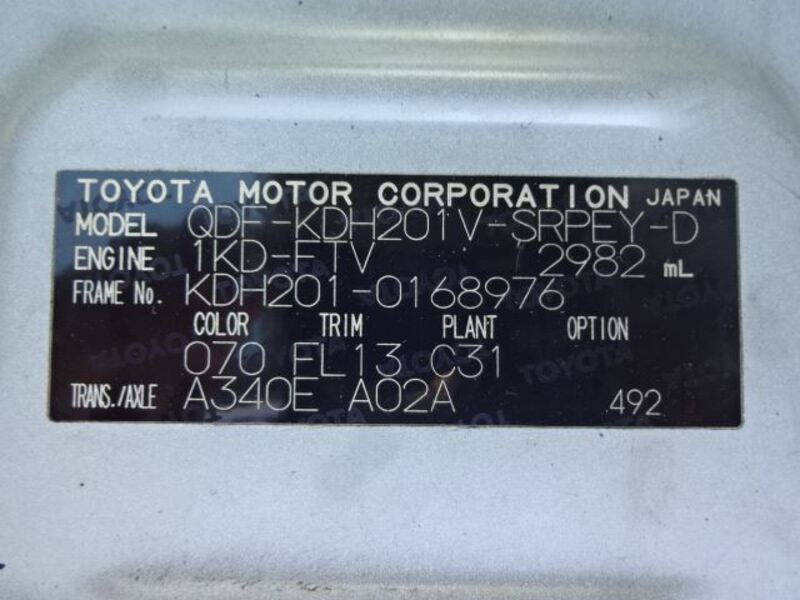 TOYOTA MOTOR CORPORATION JAPAN
MODEL QDF-KDH201V-SRPEY-D
ENGINE 1KD-FTV 2982 mL
FRAME No. KDH201-0168976
COLOR TRIM PLANT OPTION
070 FL13 C31
TRANS./AXLE A340E A02A 492